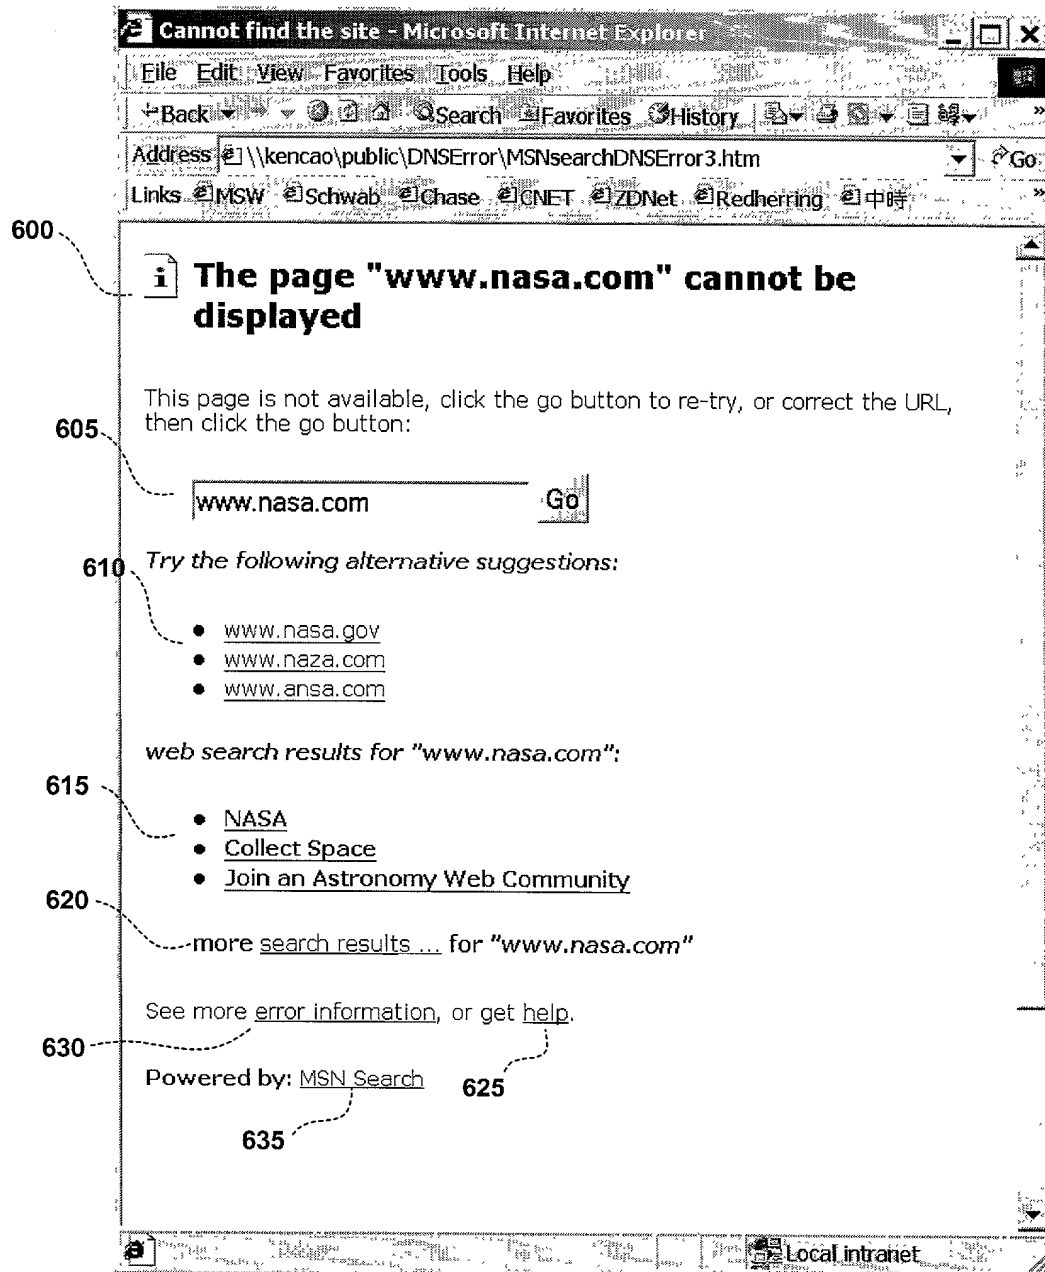 Cannot find the site - Microsoft Internet Explorer
File Edit View Favorites Tools Help
Back Search Favorites History »
Address \\kencao\public\DNSError\MSNsearchDNSError3.htm Go
Links MSW Schwab Chase CNET ZDNet Redherring 中時 »
600
i The page "www.nasa.com" cannot be
displayed
This page is not available, click the go button to re-try, or correct the URL,
then click the go button:
605
www.nasa.com Go
Try the following alternative suggestions:
610
• www.nasa.gov
• www.naza.com
• www.ansa.com
web search results for "www.nasa.com":
615
• NASA
• Collect Space
• Join an Astronomy Web Community
620
more search results ... for "www.nasa.com"
See more error information, or get help.
630
Powered by: MSN Search
625
635
Local intranet